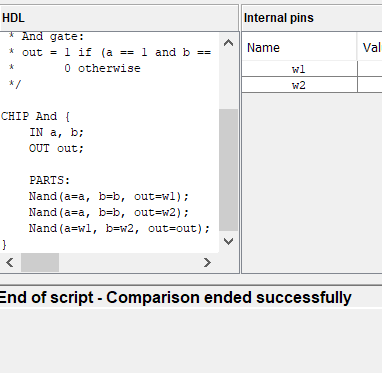 HDL
* And gate:
* out = 1 if (a == 1 and b ==
* 0 otherwise
*/
CHIP And {
IN a, b;
OUT out;
PARTS:
Nand(a=a, b=b, out=w1);
Nand(a=a, b=b, out=w2);
Nand(a=w1, b=w2, out=out);
}
Internal pins
Name Val
w1
w2
End of script - Comparison ended successfully